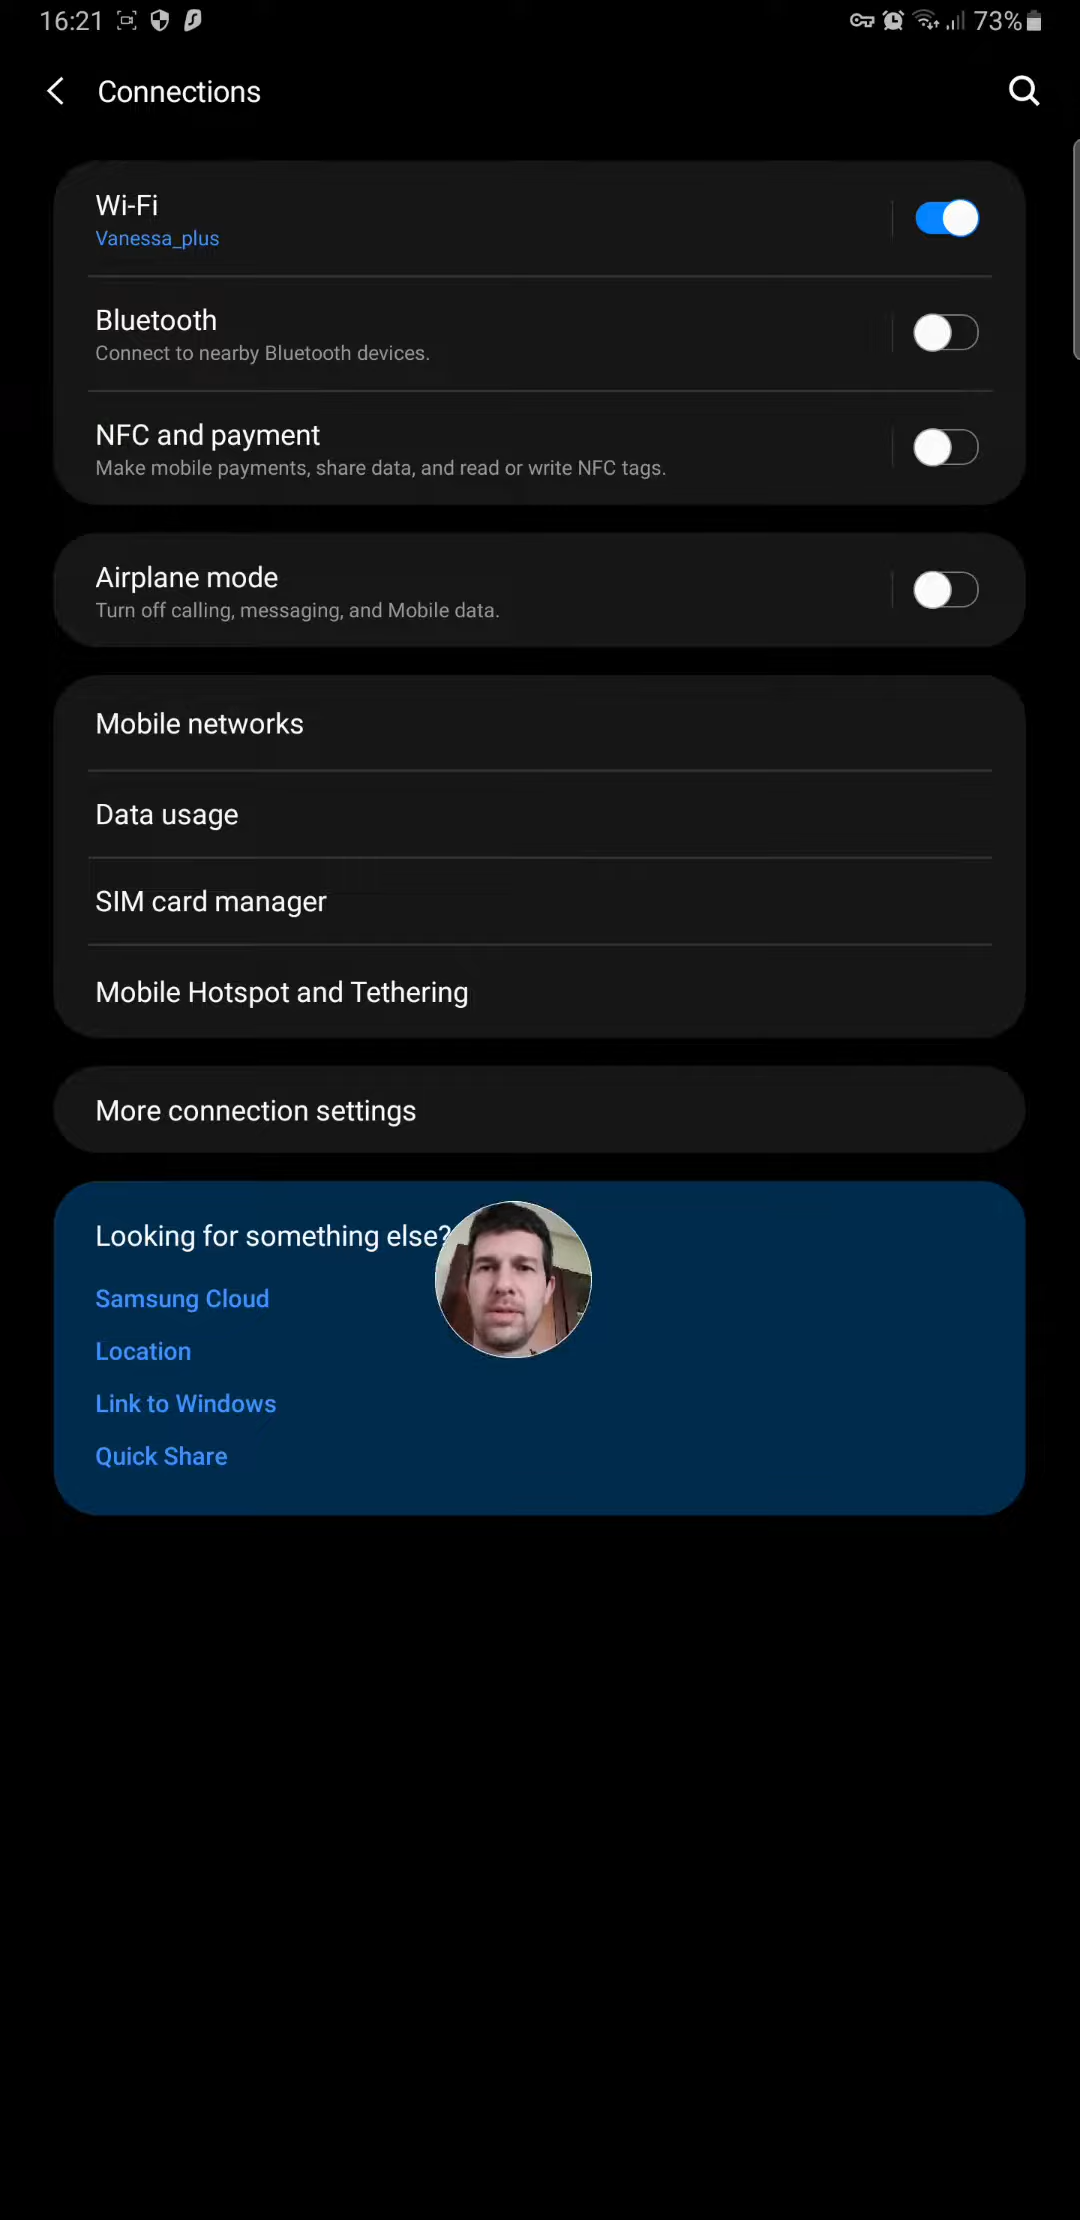 16:21 73%
Connections
Wi-Fi
Vanessa_plus
Bluetooth
Connect to nearby Bluetooth devices.
NFC and payment
Make mobile payments, share data, and read or write NFC tags.
Airplane mode
Turn off calling, messaging, and Mobile data.
Mobile networks
Data usage
SIM card manager
Mobile Hotspot and Tethering
More connection settings
Looking for something else?
Samsung Cloud
Location
Link to Windows
Quick Share